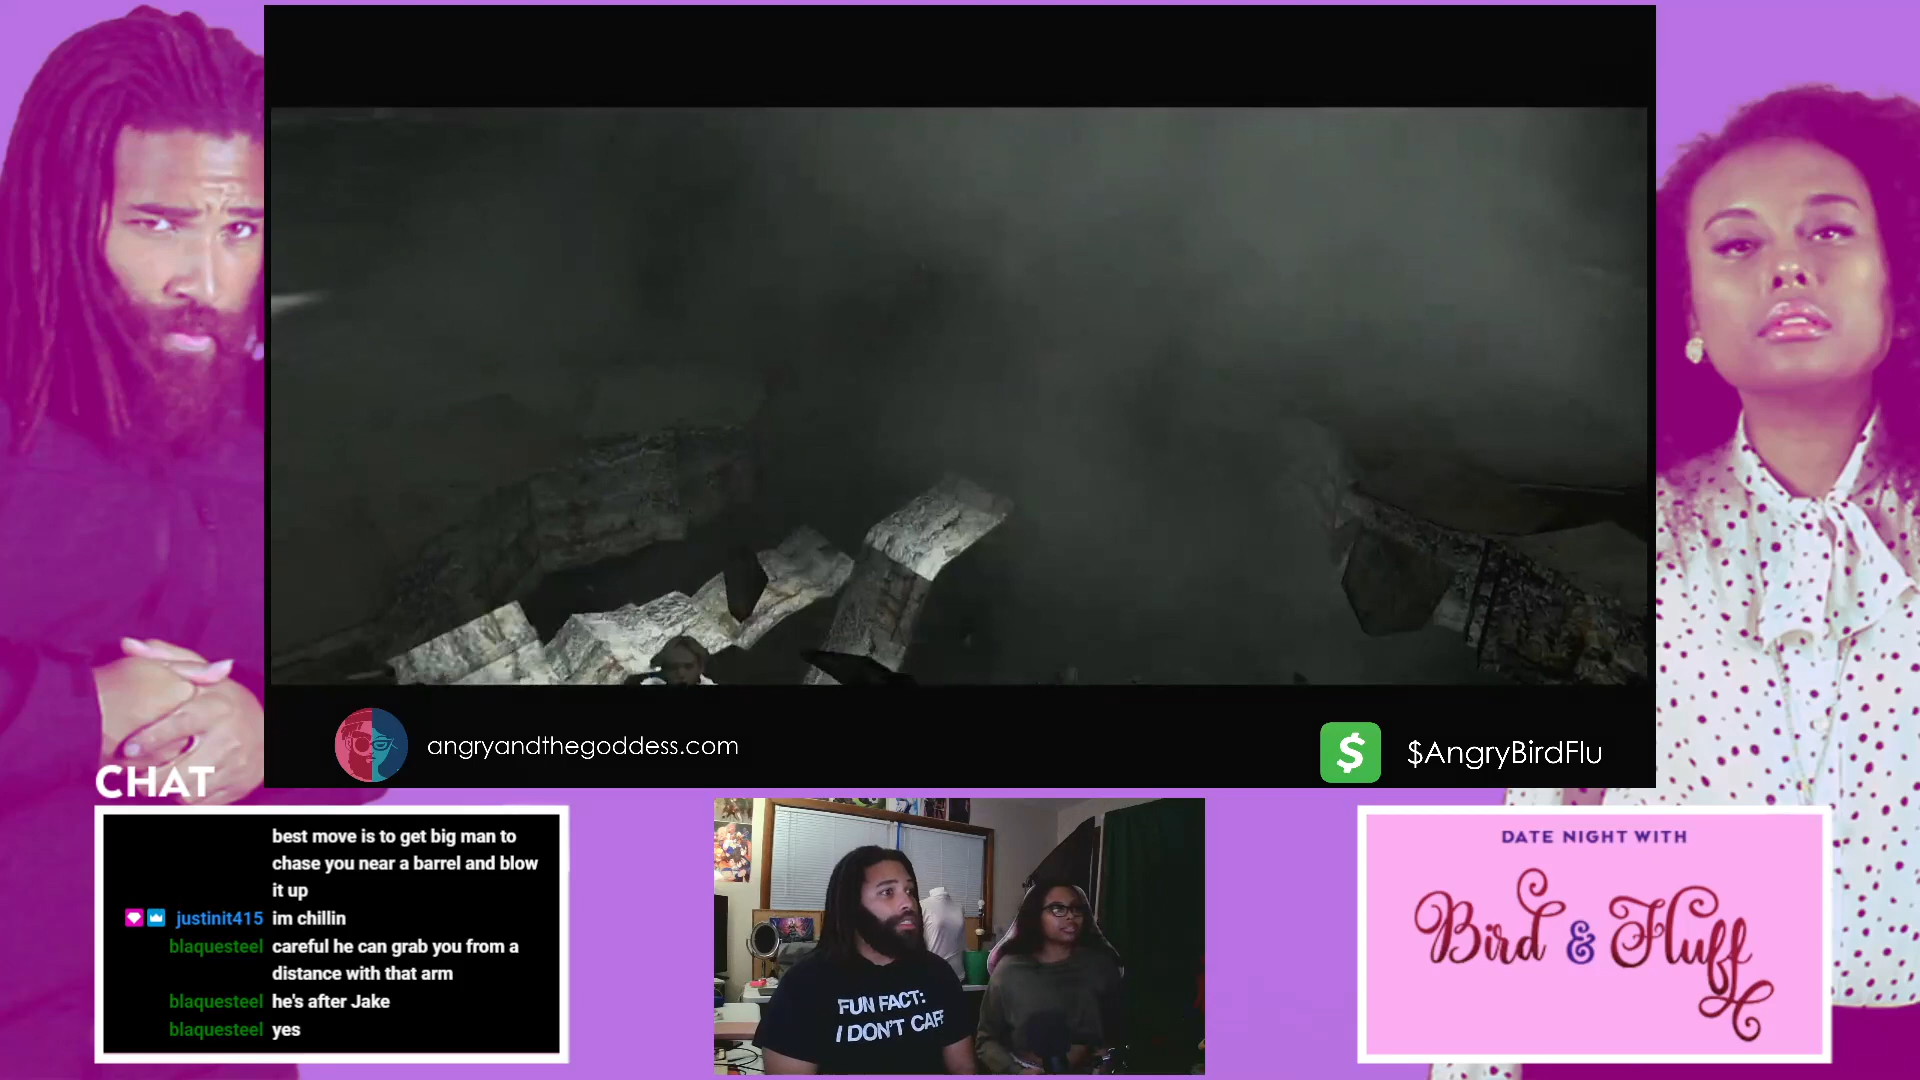 angryandthegoddess.com
$AngryBirdFlu
CHAT
best move is to get big man to
chase you near a barrel and blow
it up
justinit415 im chillin
blaquesteel careful he can grab you from a
distance with that arm
blaquesteel he's after Jake
blaquesteel yes
FUN FACT:
I DON'T CARE
DATE NIGHT WITH
Bird & Fluff